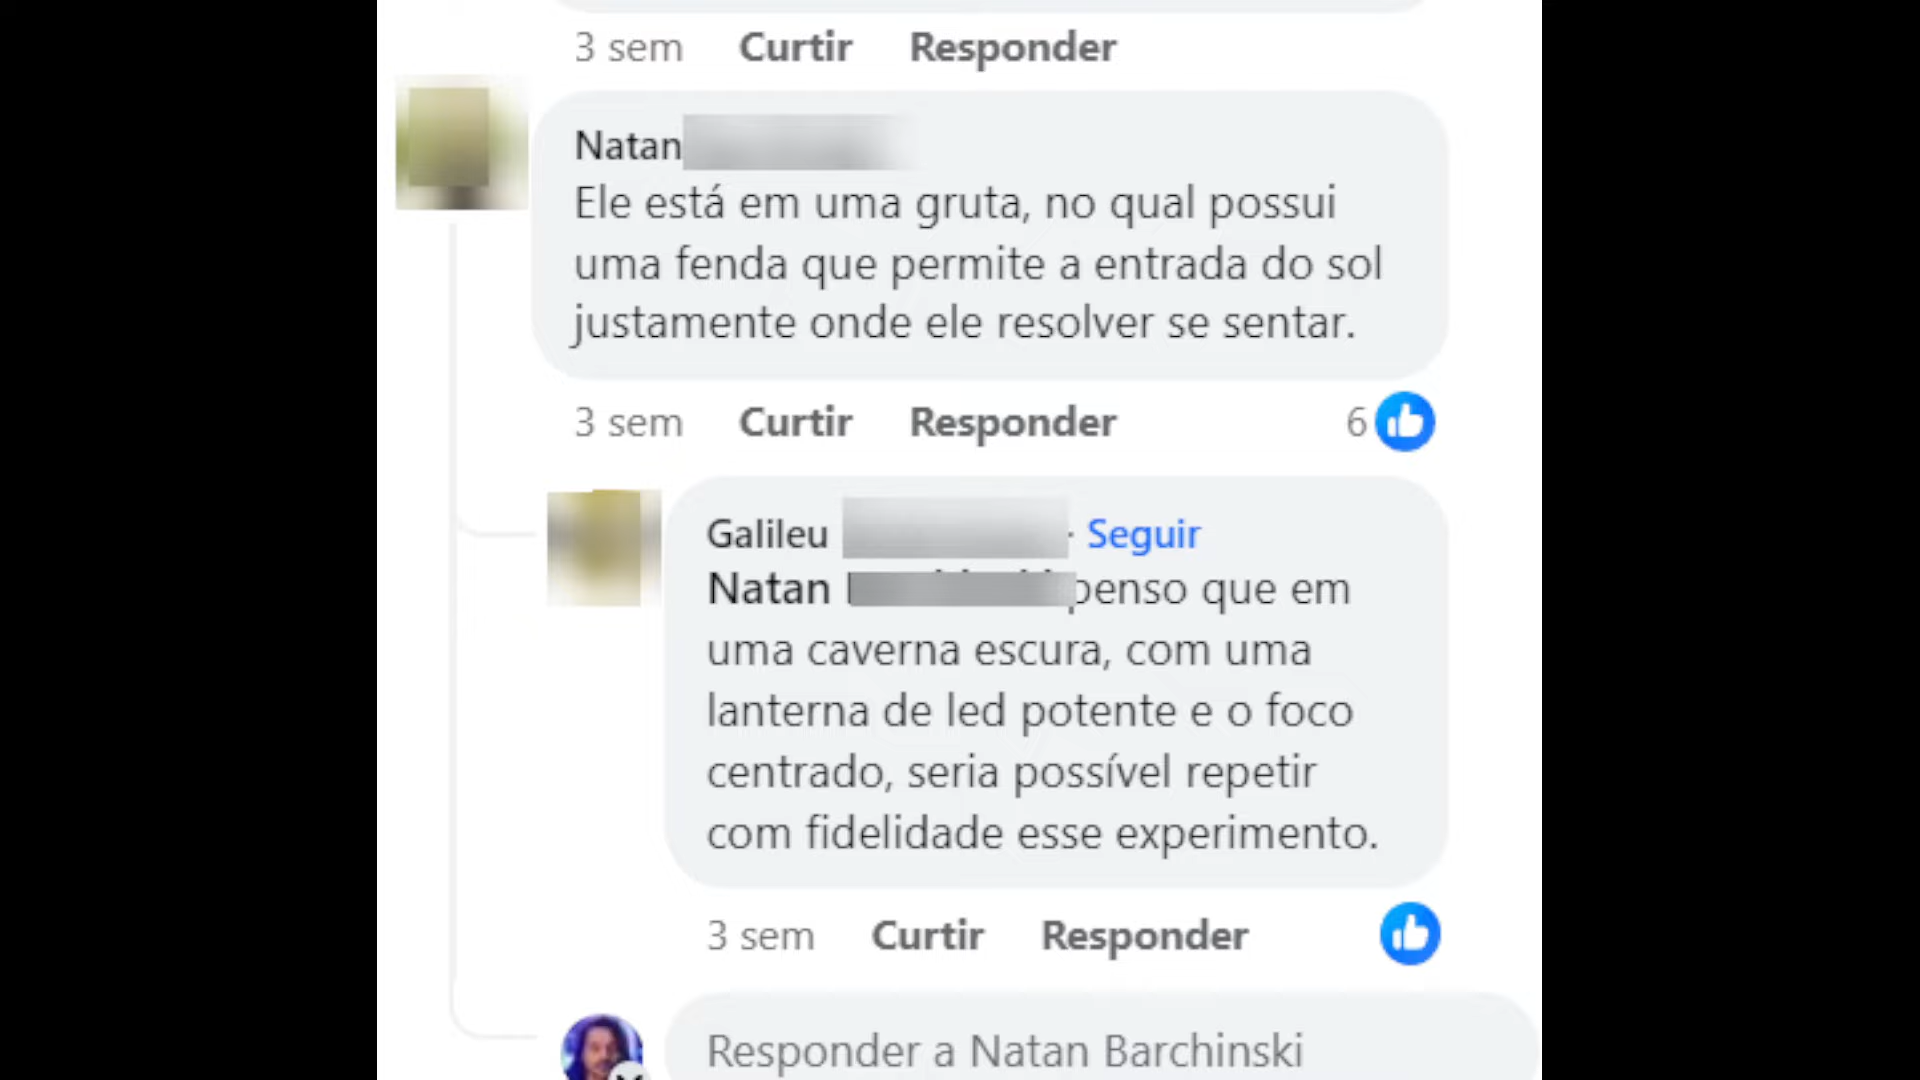 3 sem Curtir Responder
Natan
Ele está em uma gruta, no qual possui
uma fenda que permite a entrada do sol
justamente onde ele resolver se sentar.
3 sem Curtir Responder 6
Galileu · Seguir
Natan penso que em
uma caverna escura, com uma
lanterna de led potente e o foco
centrado, seria possível repetir
com fidelidade esse experimento.
3 sem Curtir Responder
Responder a Natan Barchinski